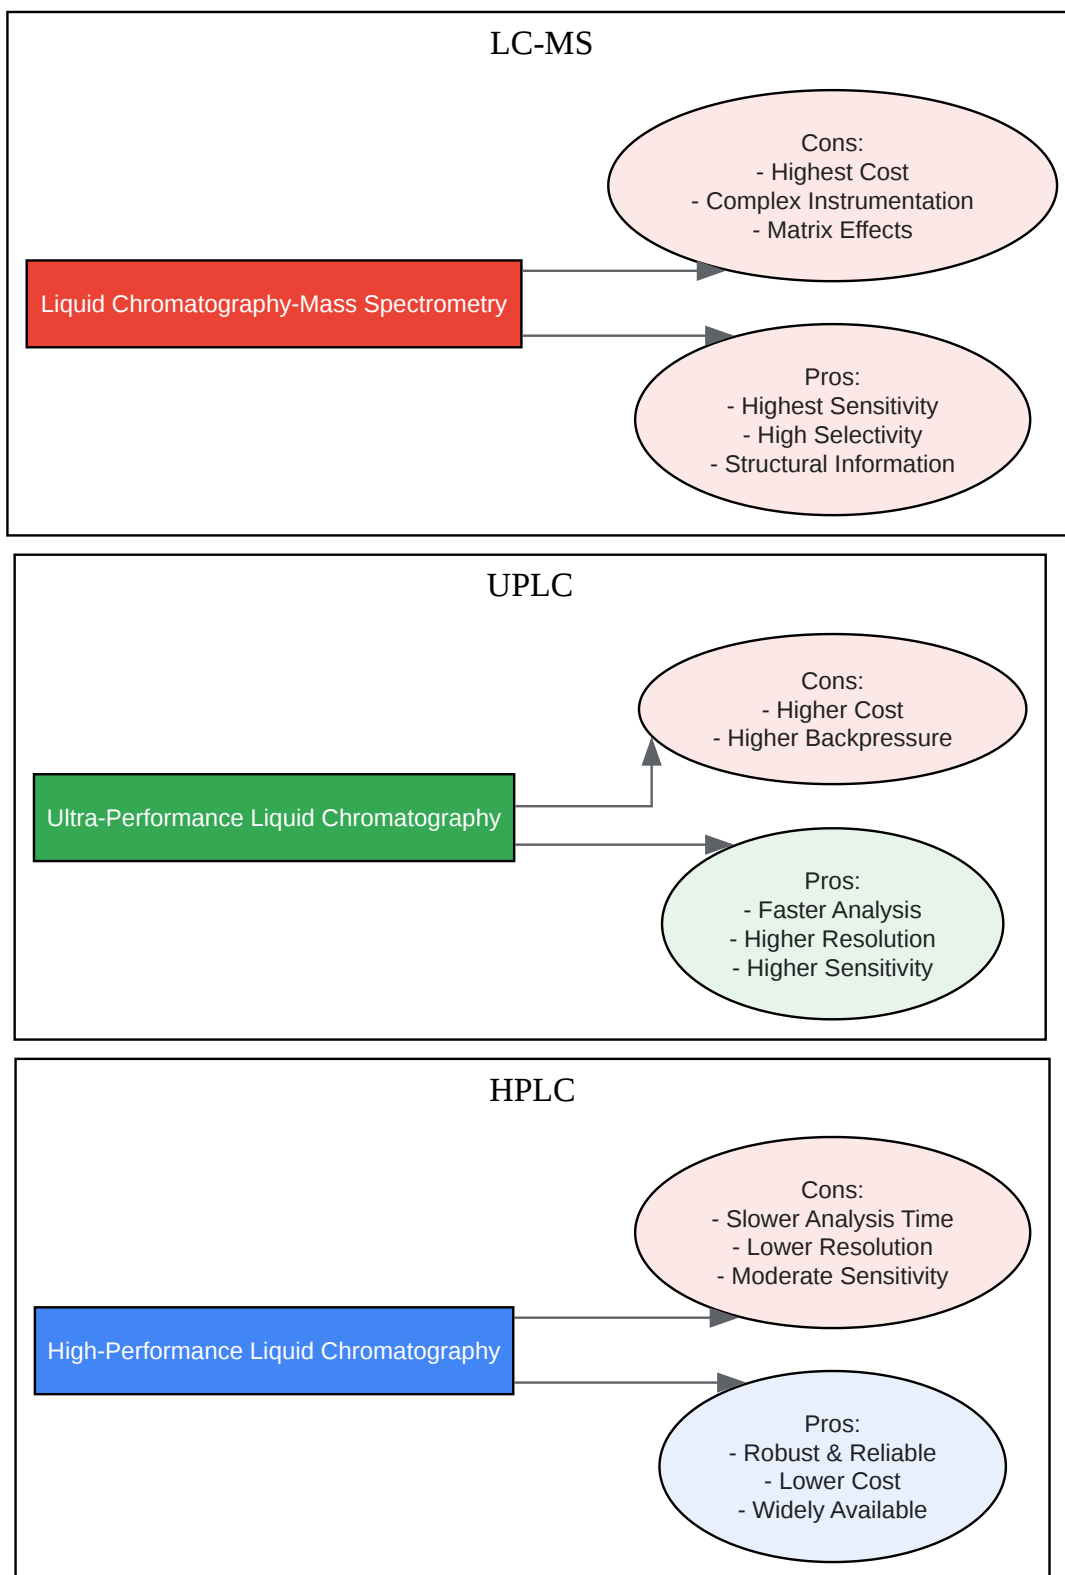 LC-MS
Cons:
- Highest Cost
- Complex Instrumentation
- Matrix Effects
Liquid Chromatography-Mass Spectrometry
Pros:
- Highest Sensitivity
- High Selectivity
- Structural Information
UPLC
Cons:
- Higher Cost
- Higher Backpressure
Ultra-Performance Liquid Chromatography
Pros:
- Faster Analysis
- Higher Resolution
- Higher Sensitivity
HPLC
Cons:
- Slower Analysis Time
- Lower Resolution
- Moderate Sensitivity
High-Performance Liquid Chromatography
Pros:
- Robust & Reliable
- Lower Cost
- Widely Available